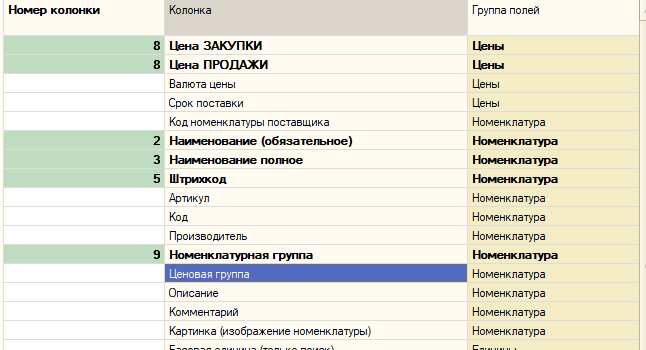 Номер колонки Колонка Группа полей
8 Цена ЗАКУПКИ Цены
8 Цена ПРОДАЖИ Цены
Валюта цены Цены
Срок поставки Цены
Код номенклатуры поставщика Номенклатура
2 Наименование (обязательное) Номенклатура
3 Наименование полное Номенклатура
5 Штрихкод Номенклатура
Артикул Номенклатура
Код Номенклатура
Производитель Номенклатура
9 Номенклатурная группа Номенклатура
Ценовая группа Номенклатура
Описание Номенклатура
Комментарий Номенклатура
Картинка (изображение номенклатуры) Номенклатура
Базовая единица (только поиск) Единицы